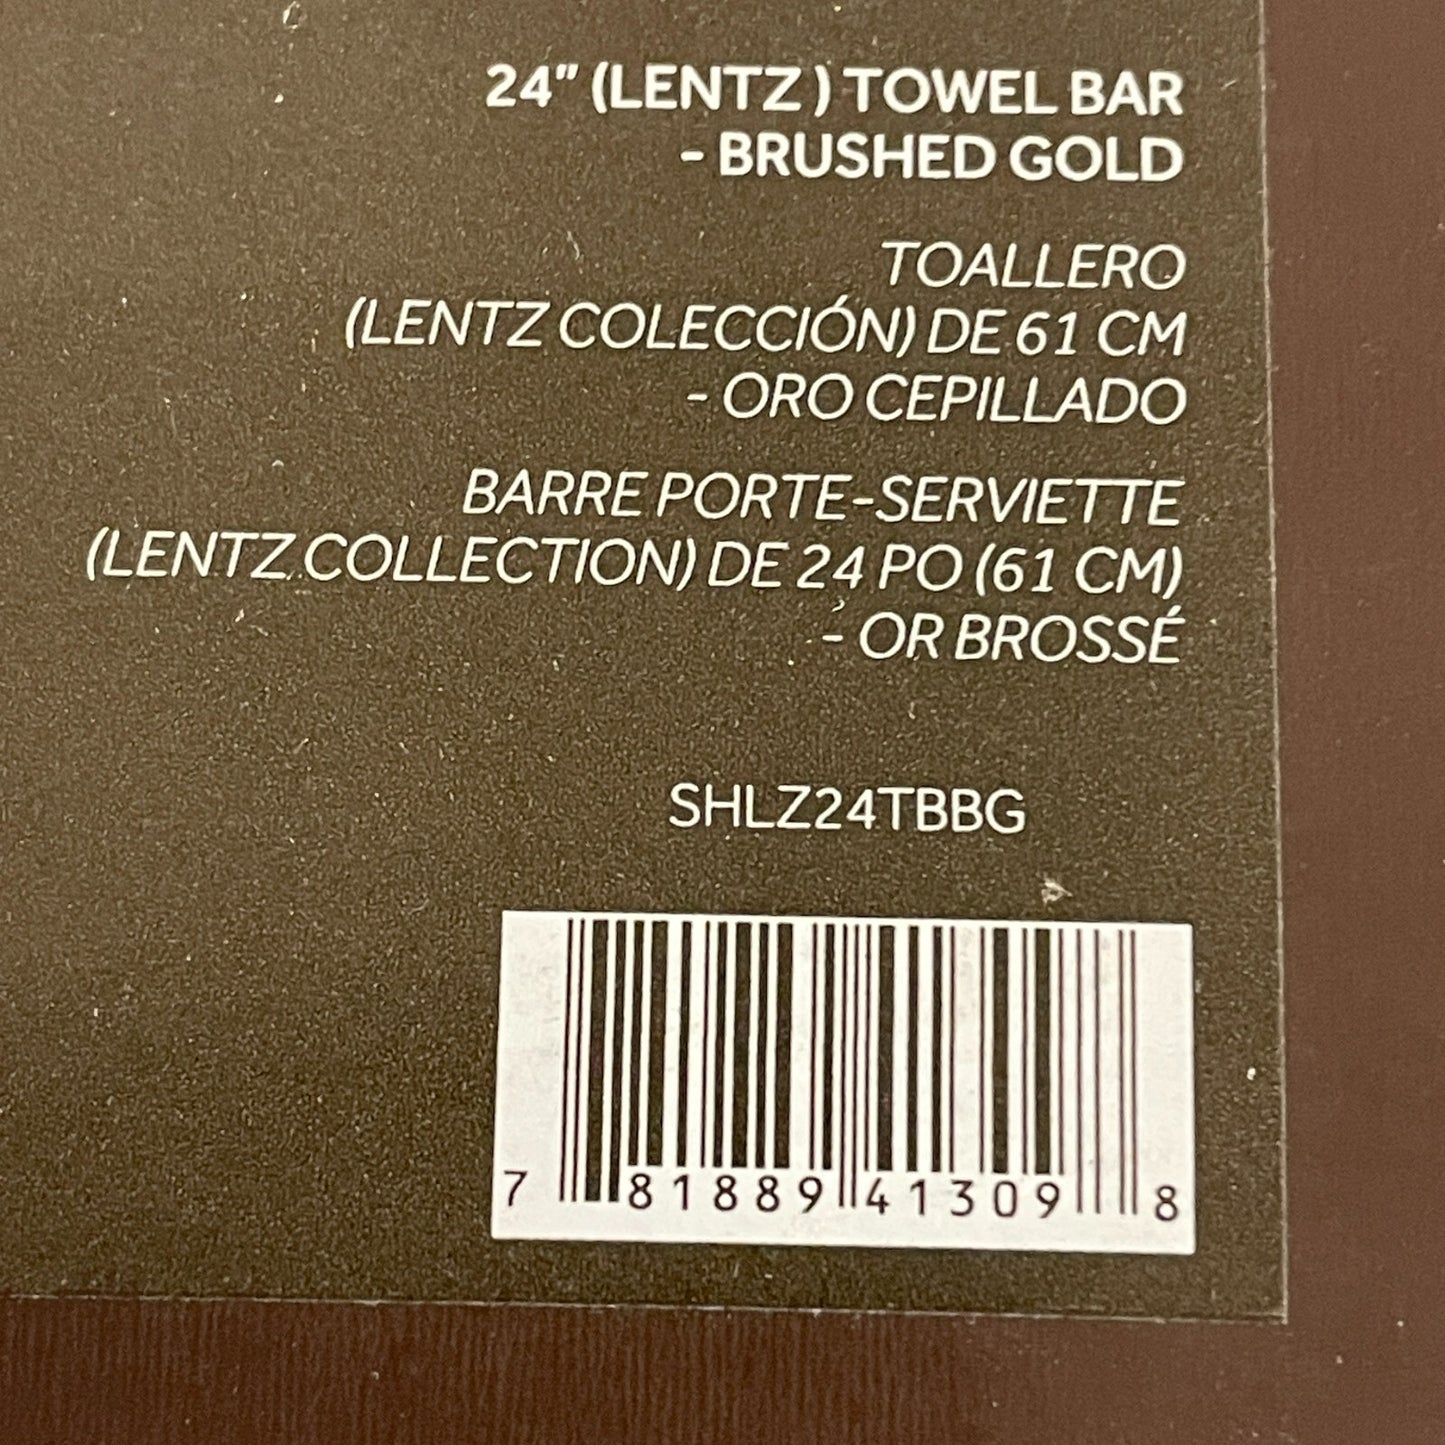 24" (LENTZ ) TOWEL BAR
- BRUSHED GOLD
TOALLERO
(LENTZ COLECCIÓN) DE 61 CM
- ORO CEPILLADO
BARRE PORTE-SERVIETTE
(LENTZ COLLECTION) DE 24 PO (61 CM)
- OR BROSSÉ
SHLZ24TBBG
7 81889 41309 8